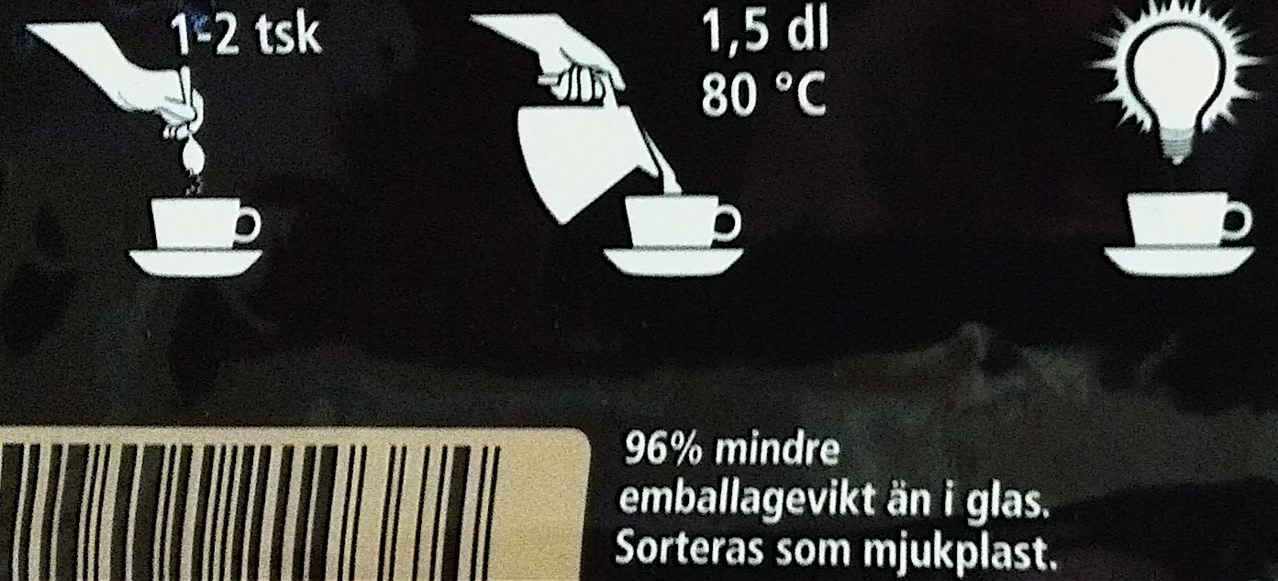 1-2 tsk
1,5 dl
80 °C
96% mindre
emballagevikt än i glas.
Sorteras som mjukplast.